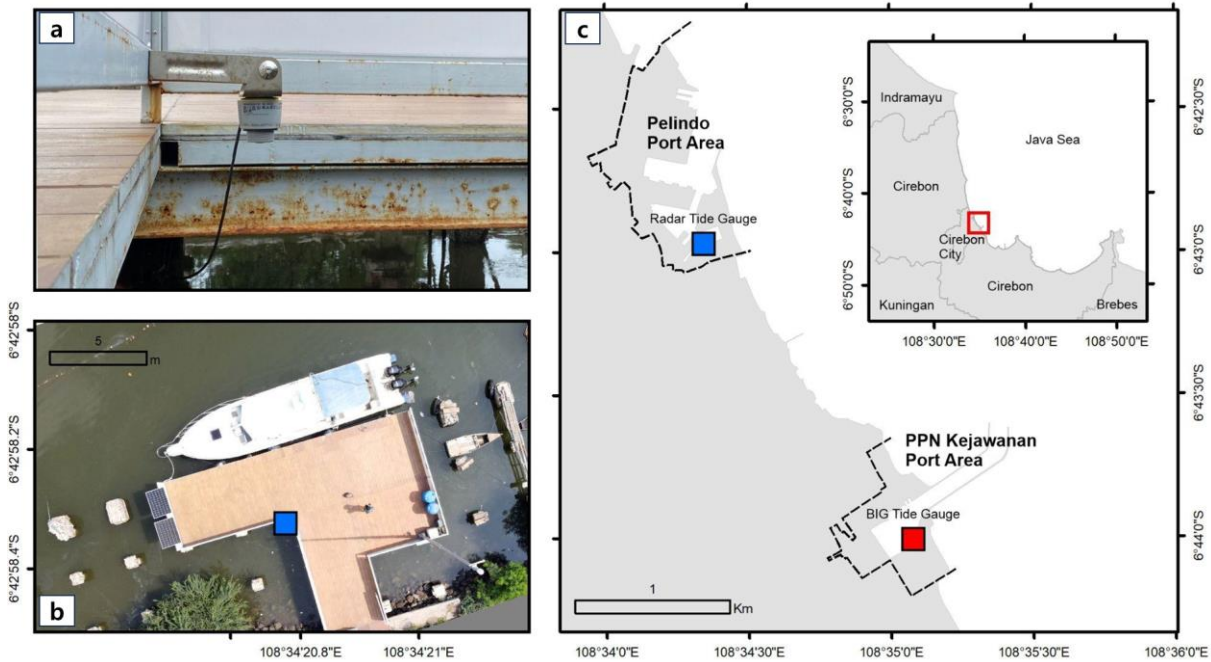 a
b
5
m
6°42'58"S
6°42'58.2"S
6°42'58.4"S
108°34'20.8"E
108°34'21"E
c
Pelindo
Port Area
Radar Tide Gauge
PPN Kejawanan
Port Area
BIG Tide Gauge
1
Km
108°34'0"E
108°34'30"E
108°35'0"E
108°35'30"E
108°36'0"E
6°42'30"S
6°43'0"S
6°43'30"S
6°44'0"S
Indramayu
Java Sea
Cirebon
Cirebon
City
Cirebon
Kuningan
Brebes
6°30'0"S
6°40'0"S
6°50'0"S
108°30'0"E
108°40'0"E
108°50'0"E